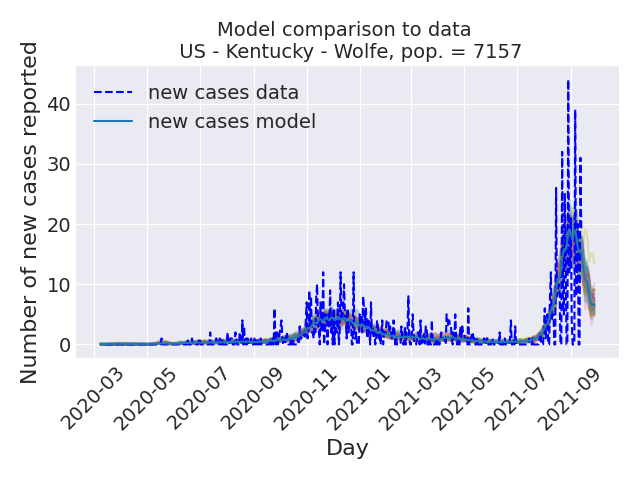 Model comparison to data
US - Kentucky - Wolfe, pop. = 7157
Number of new cases reported
new cases data
new cases model
40
30
20
10
0
2020-03
2020-05
2020-07
2020-09
2020-11
2021-01
2021-03
2021-05
2021-07
2021-09
Day